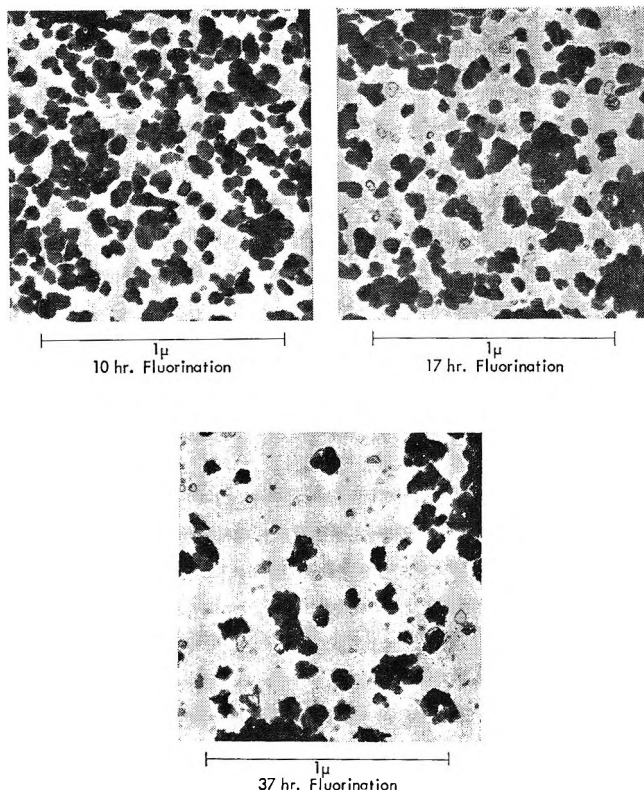 1μ
10 hr. Fluorination
1μ
17 hr. Fluorination
1μ
37 hr. Fluorination